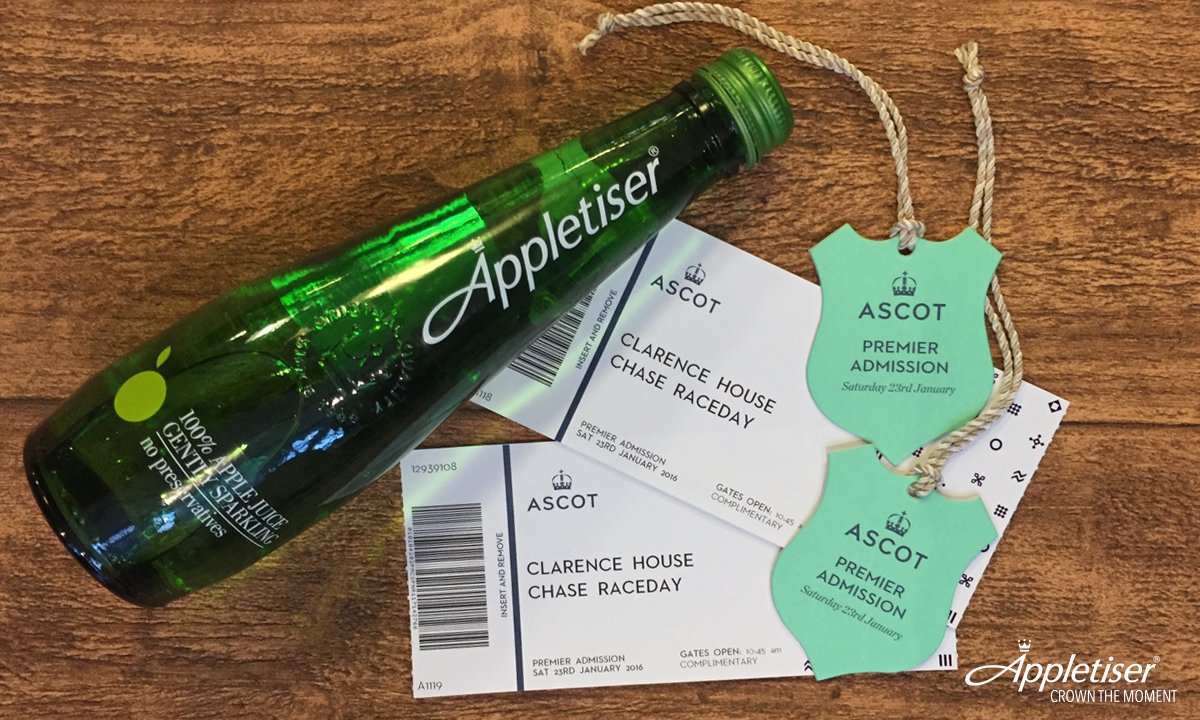 Appletiser®
100% APPLE JUICE
GENTLY SPARKLING
no preservatives
ASCOT
CLARENCE HOUSE
CHASE RACEDAY
INSERT AND REMOVE
PREMIER ADMISSION
SAT 23RD JANUARY 2016
GATES OPEN: 10:45
COMPLIMENTARY
ASCOT
PREMIER
ADMISSION
Saturday 23rd January
12939108
ASCOT
INSERT AND REMOVE
CLARENCE HOUSE
CHASE RACEDAY
PREMIER ADMISSION
SAT 23RD JANUARY 2016
GATES OPEN: 10:45 am
COMPLIMENTARY
A1119
ASCOT
PREMIER
ADMISSION
Saturday 23rd January
Appletiser®
CROWN THE MOMENT